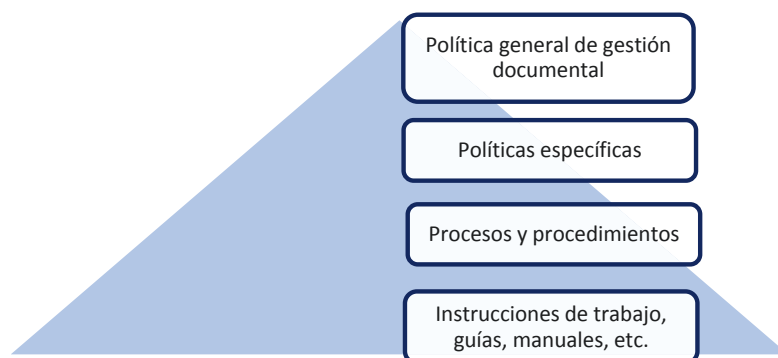 Política general de gestión
documental
Políticas específicas
Procesos y procedimientos
Instrucciones de trabajo,
guías, manuales, etc.